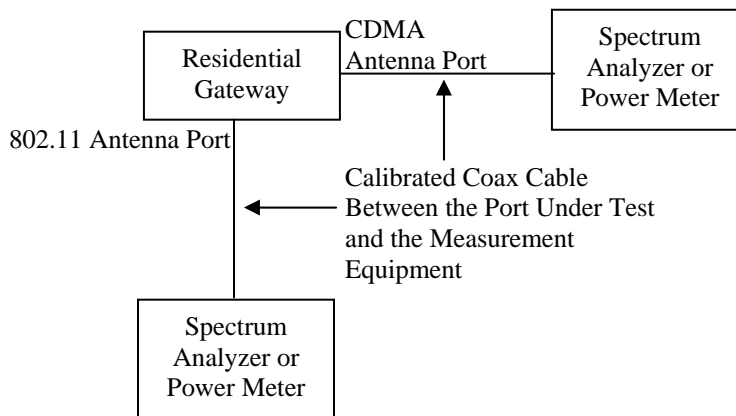 CDMA
Antenna Port
Residential
Gateway
Spectrum
Analyzer or
Power Meter
802.11 Antenna Port
Calibrated Coax Cable
Between the Port Under Test
and the Measurement
Equipment
Spectrum
Analyzer or
Power Meter